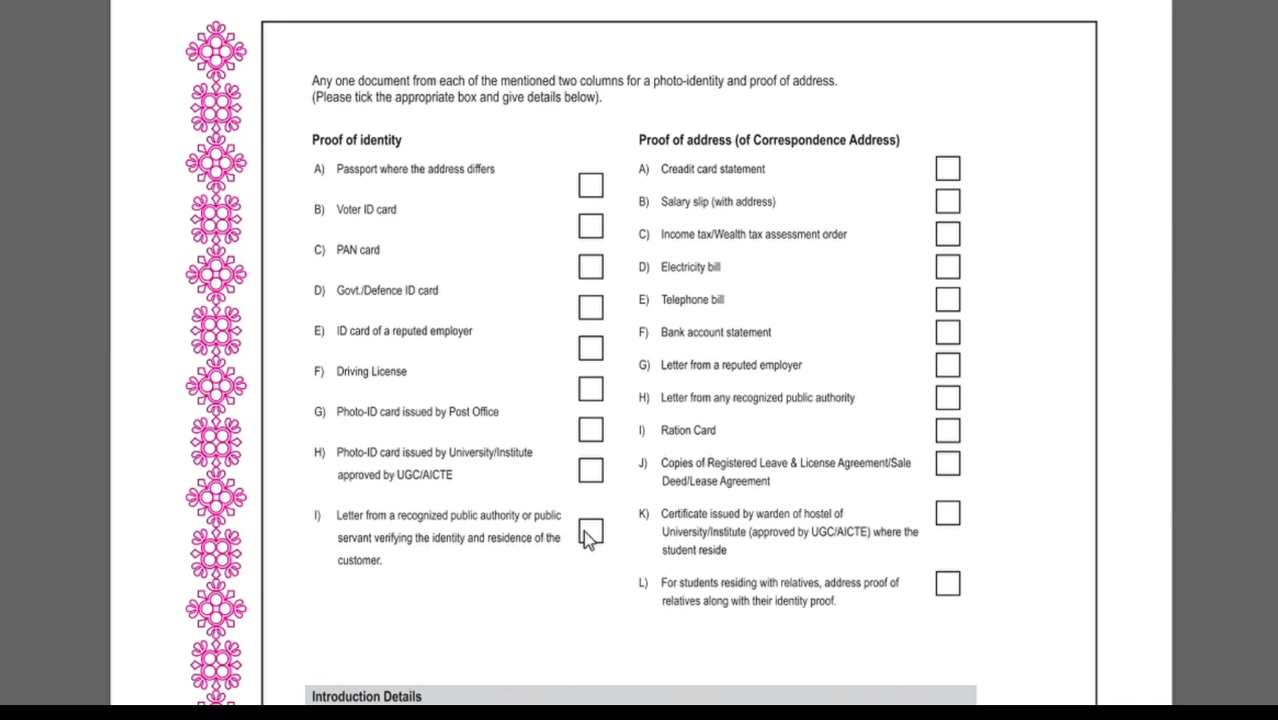 Any one document from each of the mentioned two columns for a photo-identity and proof of address.
(Please tick the appropriate box and give details below).
Proof of identity
A) Passport where the address differs
B) Voter ID card
C) PAN card
D) Govt./Defence ID card
E) ID card of a reputed employer
F) Driving License
G) Photo-ID card issued by Post Office
H) Photo-ID card issued by University/Institute
approved by UGC/AICTE
I) Letter from a recognized public authority or public
servant verifying the identity and residence of the
customer.
Proof of address (of Correspondence Address)
A) Creadit card statement
B) Salary slip (with address)
C) Income tax/Wealth tax assessment order
D) Electricity bill
E) Telephone bill
F) Bank account statement
G) Letter from a reputed employer
H) Letter from any recognized public authority
I) Ration Card
J) Copies of Registered Leave & License Agreement/Sale
Deed/Lease Agreement
K) Certificate issued by warden of hostel of
University/Institute (approved by UGC/AICTE) where the
student reside
L) For students residing with relatives, address proof of
relatives along with their identity proof.
Introduction Details